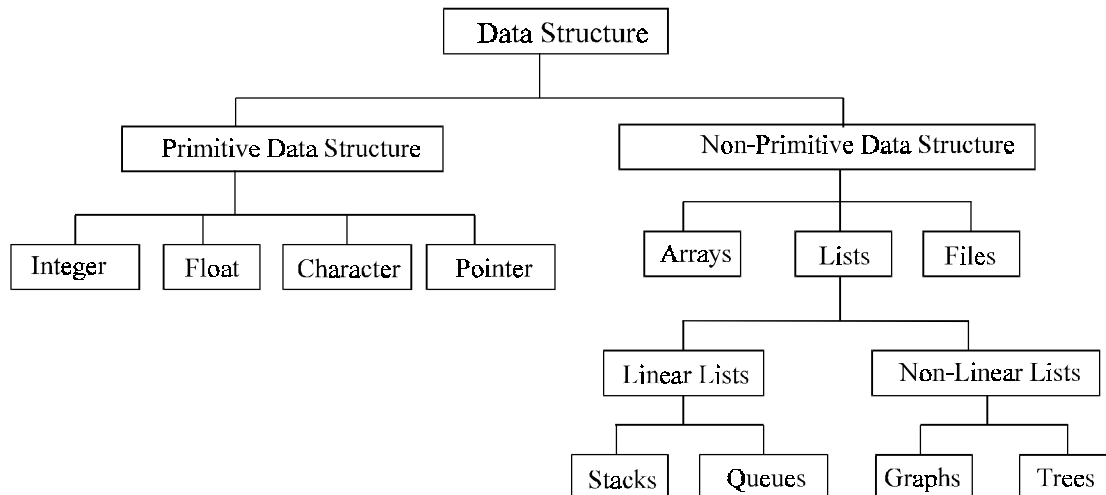 Data Structure
Primitive Data Structure
Non-Primitive Data Structure
Arrays
Lists
Files
Integer
Float
Character
Pointer
Linear Lists
Non-Linear Lists
Stacks
Queues
Graphs
Trees